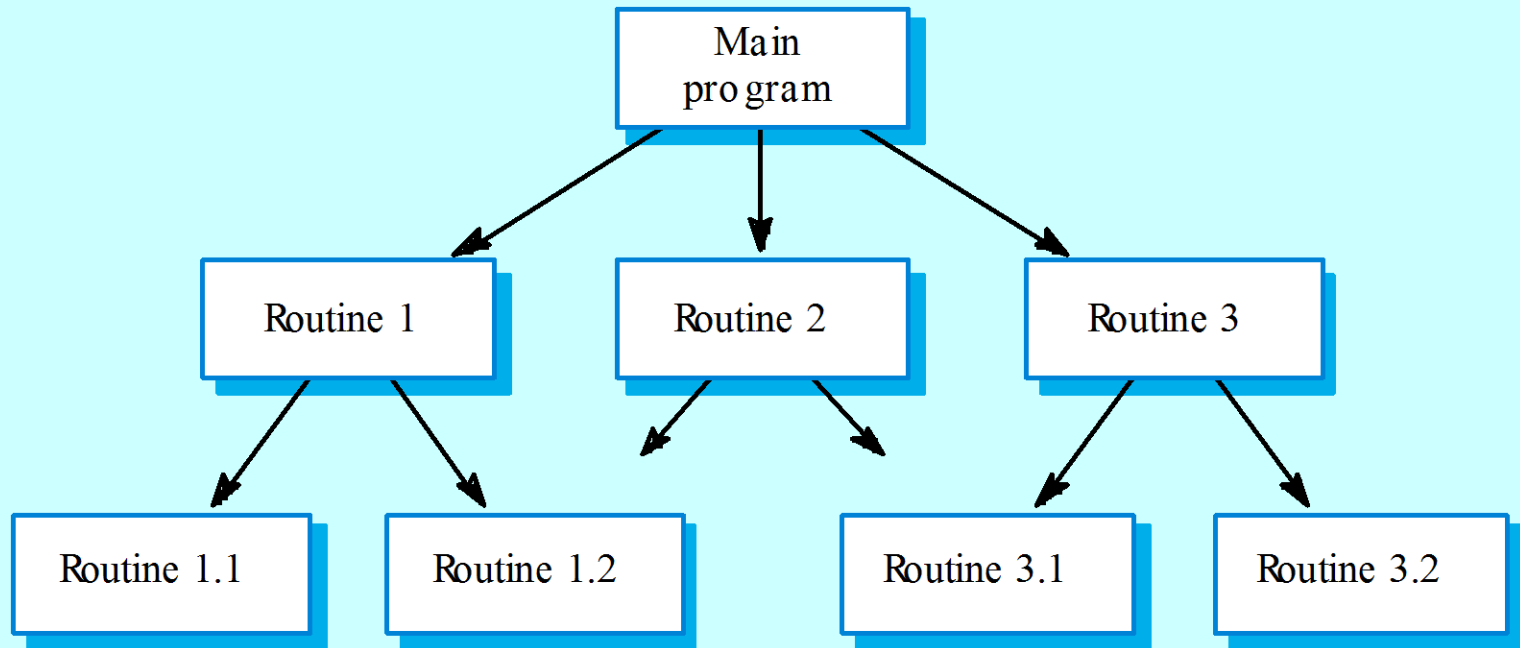 Main
program
Routine 1
Routine 2
Routine 3
Routine 1.1
Routine 1.2
Routine 3.1
Routine 3.2